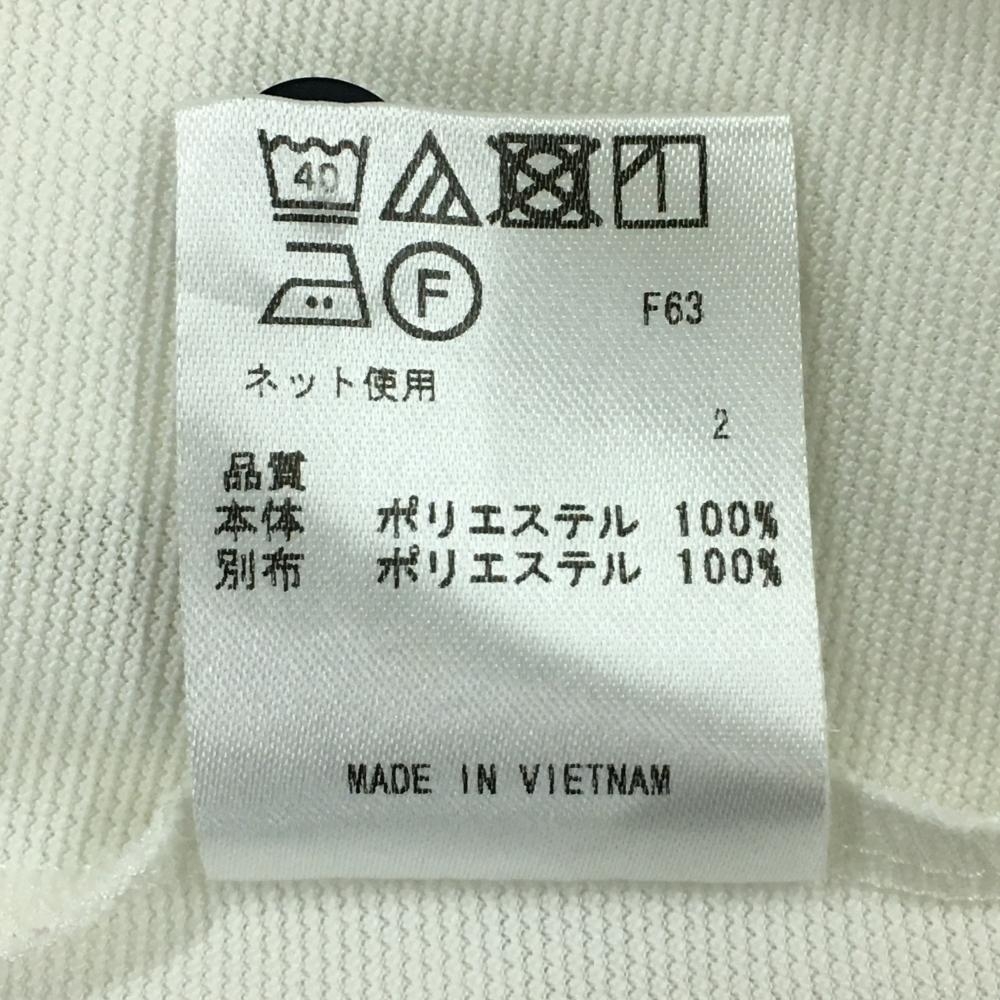 40
F F63
ネット使用
2
品質
本体 ポリエステル 100%
別布 ポリエステル 100%
MADE IN VIETNAM